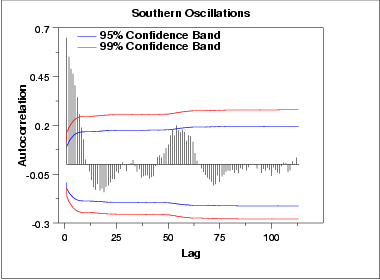 Southern Oscillations
95% Confidence Band
99% Confidence Band
0.7
0.45
0.2
-0.05
-0.3
Autocorrelation
0
25
50
75
100
Lag